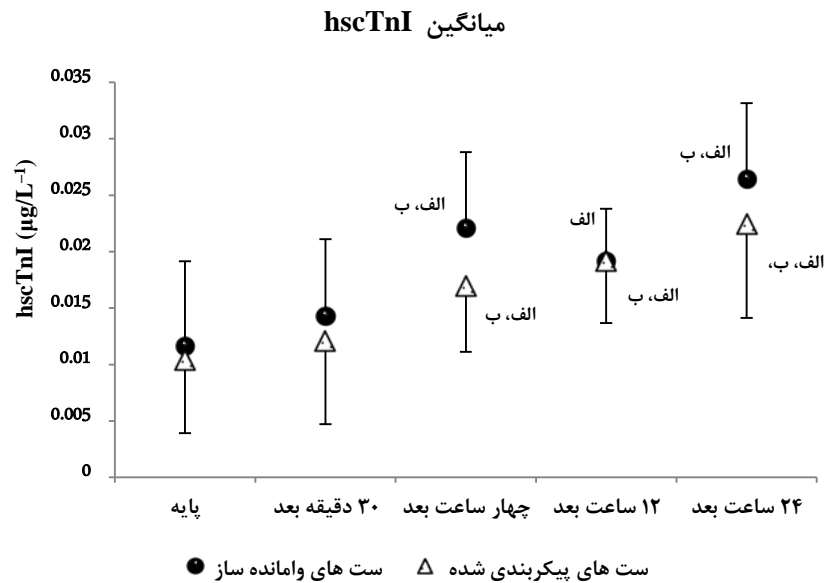 میانگین hscTnI
hscTnI (µg/L⁻¹)
0.035
0.03
0.025
0.02
0.015
0.01
0.005
0
الف، ب
الف، ب
الف
الف، ب
الف، ب
الف، ب،
پایه
۳۰ دقیقه بعد
چهار ساعت بعد
۱۲ ساعت بعد
۲۴ ساعت بعد
ست های وامانده ساز
ست های پیکربندی شده